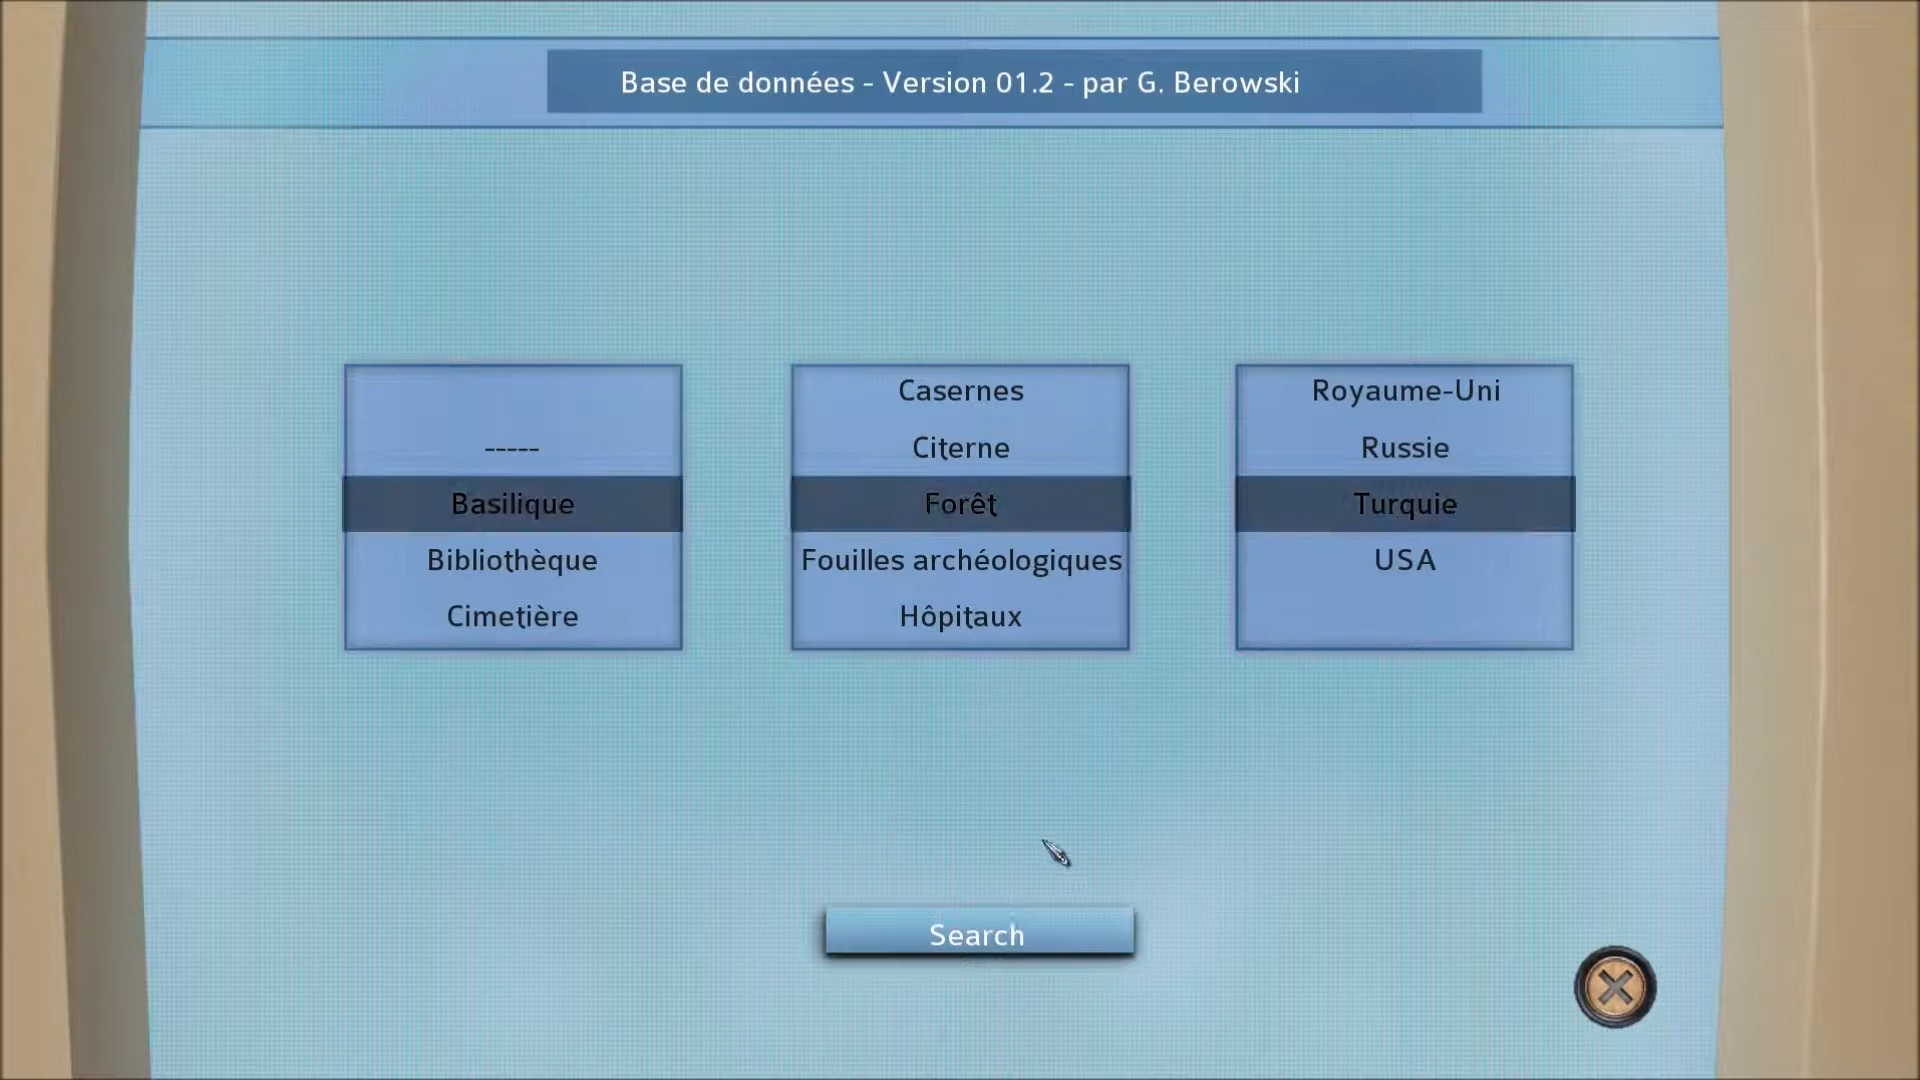 Base de données - Version 01.2 - par G. Berowski
-----
Basilique
Bibliothèque
Cimetière
Casernes
Citerne
Forêt
Fouilles archéologiques
Hôpitaux
Royaume-Uni
Russie
Turquie
USA
Search